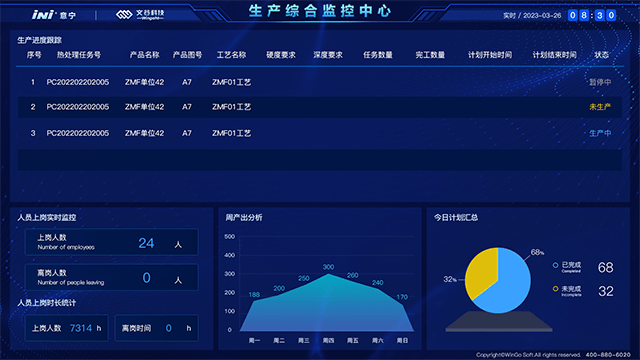 iNi 意宁 文谷科技 WinGoSoft 生产综合监控中心 实时 / 2023-03-26 08:30
生产进度跟踪
序号 热处理任务号 产品名称 产品图号 工艺名称 硬度要求 深度要求 任务数量 完工数量 计划开始时间 计划结束时间 状态
1 PC202202202005 ZMF单位42 A7 ZMF01工艺 暂停中
2 PC202202202005 ZMF单位42 A7 ZMF01工艺 未生产
3 PC202202202005 ZMF单位42 A7 ZMF01工艺 生产中
人员上岗实时监控
上岗人数
Number of employees
24 人
离岗人数
Number of people leaving
0 人
人员上岗时长统计
上岗人数 7314 h
离岗时间 0 h
周产出分析
500
400
300
200
100
0
188 200 250 300 260 240 170
周一 周二 周三 周四 周五 周六 周日
今日计划汇总
68%
32%
已完成 68
Completed
未完成 32
Incomplete
Copyright©WinGo Soft.All rights reserved. 400-880-6020